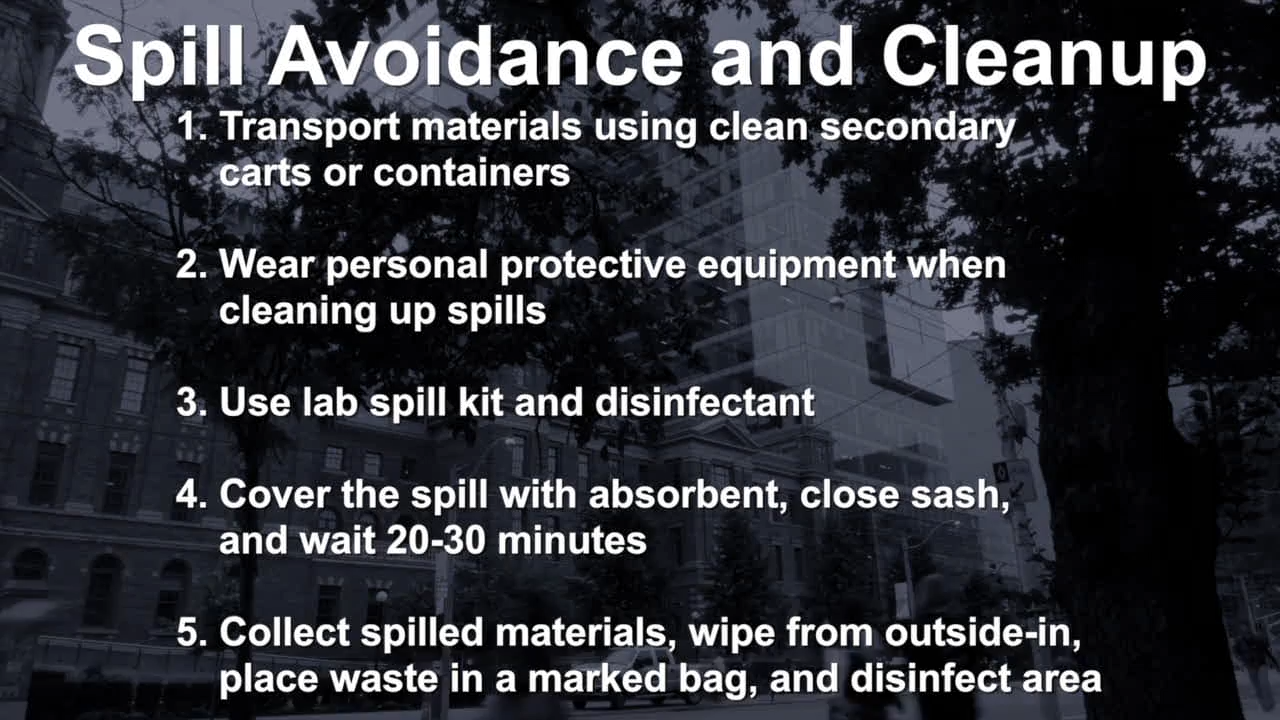 Spill Avoidance and Cleanup
1. Transport materials using clean secondary
carts or containers
2. Wear personal protective equipment when
cleaning up spills
3. Use lab spill kit and disinfectant
4. Cover the spill with absorbent, close sash,
and wait 20-30 minutes
5. Collect spilled materials, wipe from outside-in,
place waste in a marked bag, and disinfect area